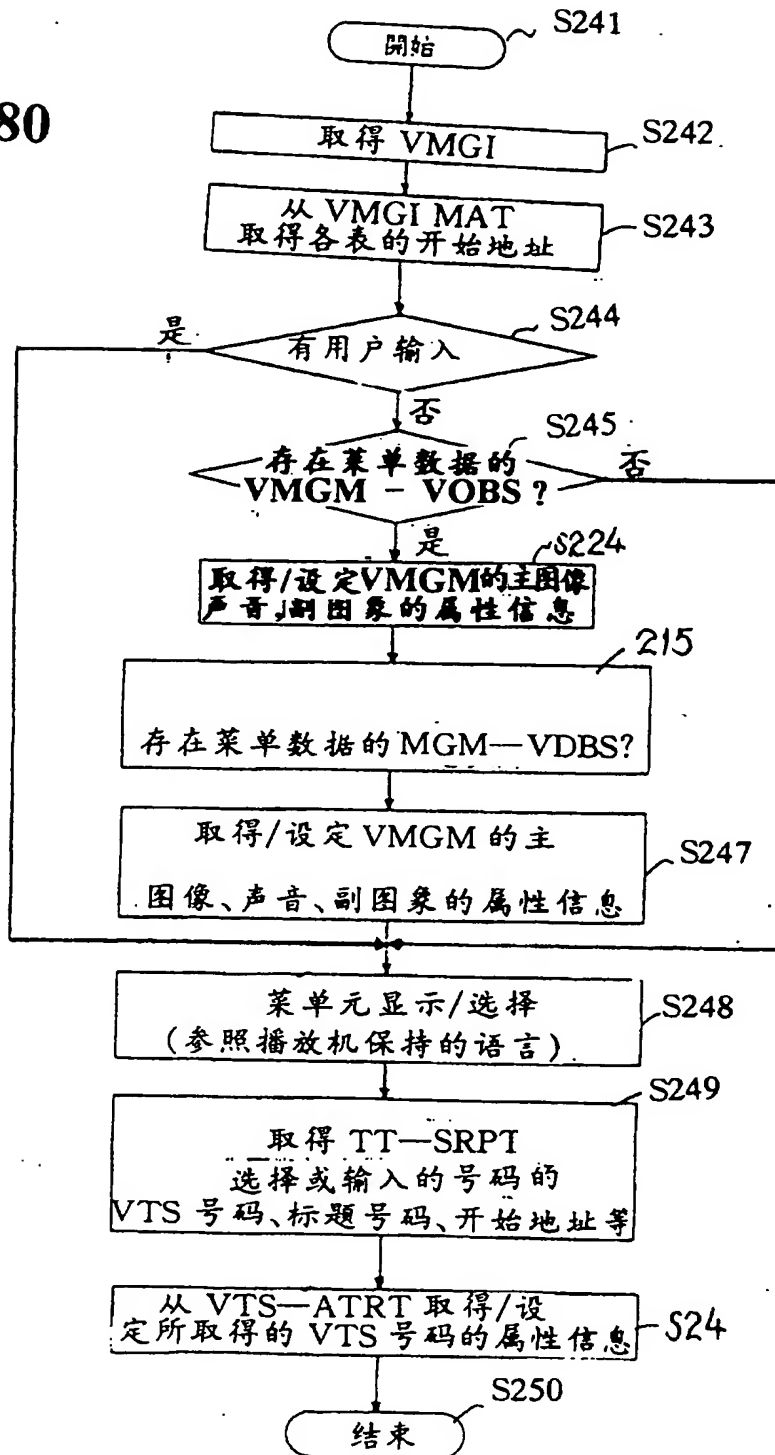 開始
S241
80
取得 VMGI
S242
从 VMGI MAT
取得各表的开始地址
S243
是
有用户输入
S244
否
存在菜单数据的
VMGM - VOBS?
S245
否
是
S224
取得/设定VMGM的主图像
声音,副图象的属性信息
215
存在菜单数据的MGM—VDBS?
取得/设定 VMGM 的主
图像、声音、副图象的属性信息
S247
菜单元显示/选择
(参照播放机保持的语言)
S248
S249
取得 TT—SRPT
选择或输入的号码的
VTS 号码、标题号码、开始地址等
从 VTS—ATRT 取得/设
定所取得的 VTS 号码的属性信息
S24
S250
结束